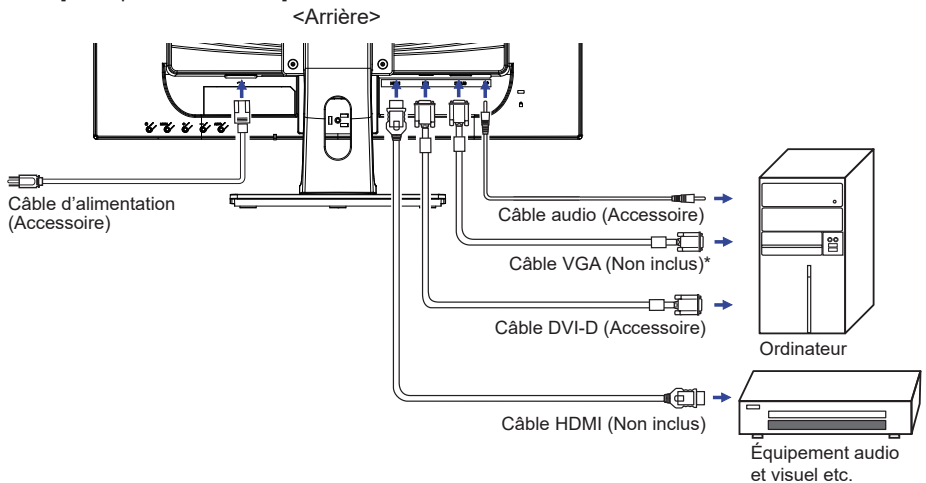 <Arrière>
Câble d'alimentation
(Accessoire)
Câble audio (Accessoire)
Câble VGA (Non inclus)*
Câble DVI-D (Accessoire)
Ordinateur
Câble HDMI (Non inclus)
Équipement audio
et visuel etc.